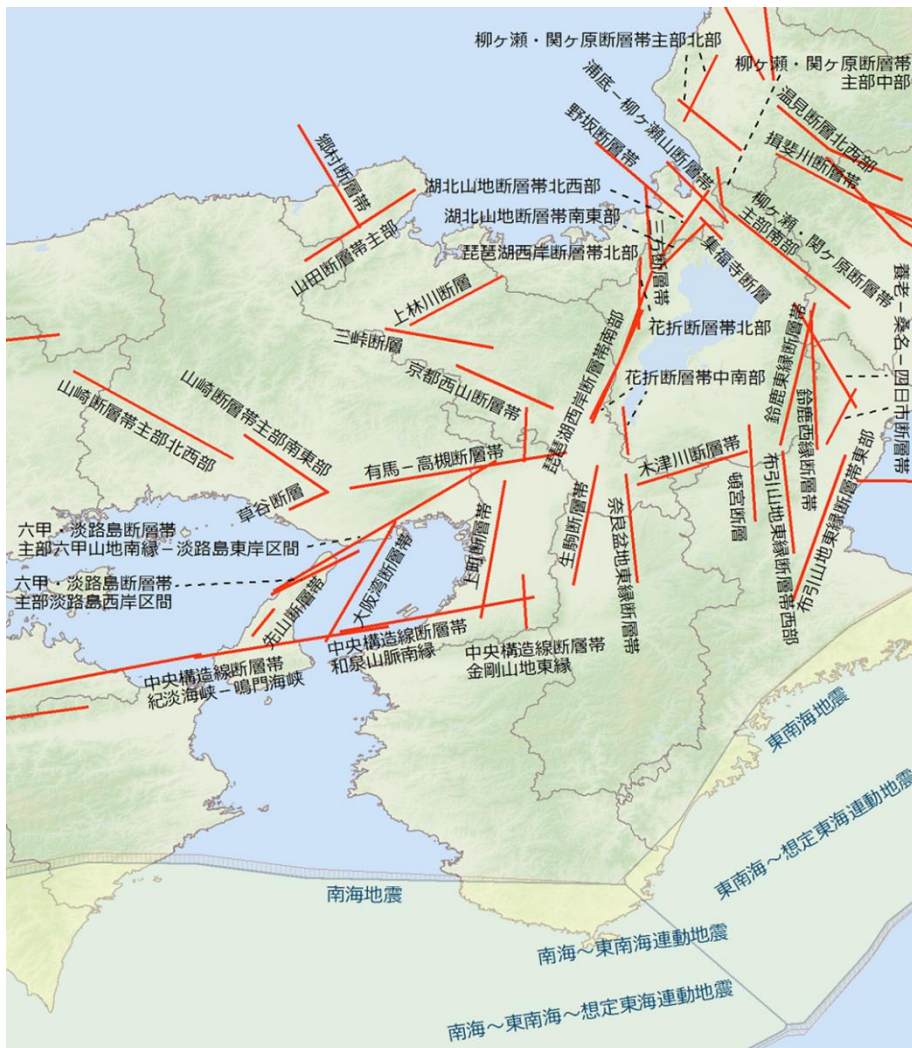 柳ヶ瀬・関ヶ原断層帯主部北部
柳ヶ瀬・関ヶ原断層帯
主部中部
浦底－柳ヶ瀬山断層帯
野坂断層帯
温見断層北西部
揖斐川断層帯
郷村断層帯
湖北山地断層帯北西部
湖北山地断層帯南東部
琵琶湖西岸断層帯北部
山田断層帯主部
三方断層帯
集福寺断層
柳ヶ瀬・関ヶ原断層帯
主部南部
養老－桑名－四日市断層帯
上林川断層
三峠断層
花折断層帯北部
京都西山断層帯
琵琶湖西岸断層帯南部
花折断層帯中南部
鈴鹿東縁断層帯
鈴鹿西縁断層帯
山崎断層帯主部北西部
山崎断層帯主部南東部
有馬－高槻断層帯
木津川断層帯
草谷断層
頓宮断層
布引山地東縁断層帯西部
布引山地東縁断層帯東部
六甲・淡路島断層帯
主部六甲山地南縁－淡路島東岸区間
六甲・淡路島断層帯
主部淡路島西岸区間
先山断層帯
大阪湾断層帯
上町断層帯
生駒断層帯
奈良盆地東縁断層帯
中央構造線断層帯
紀淡海峡－鳴門海峡
中央構造線断層帯
和泉山脈南縁
中央構造線断層帯
金剛山地東縁
東南海地震
東南海～想定東海連動地震
南海地震
南海～東南海連動地震
南海～東南海～想定東海連動地震